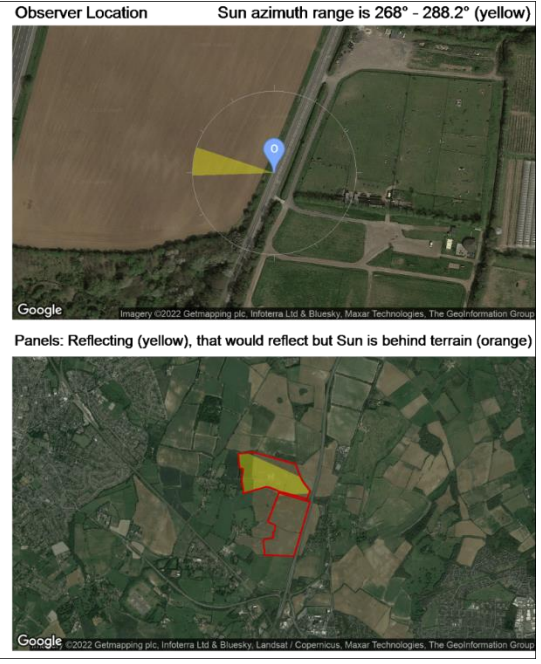 Observer Location Sun azimuth range is 268° - 288.2° (yellow)
O
Google Imagery ©2022 Getmapping plc, Infoterra Ltd & Bluesky, Maxar Technologies, The GeoInformation Group
Panels: Reflecting (yellow), that would reflect but Sun is behind terrain (orange)
Google ©2022 Getmapping plc, Infoterra Ltd & Bluesky, Landsat / Copernicus, Maxar Technologies, The GeoInformation Group